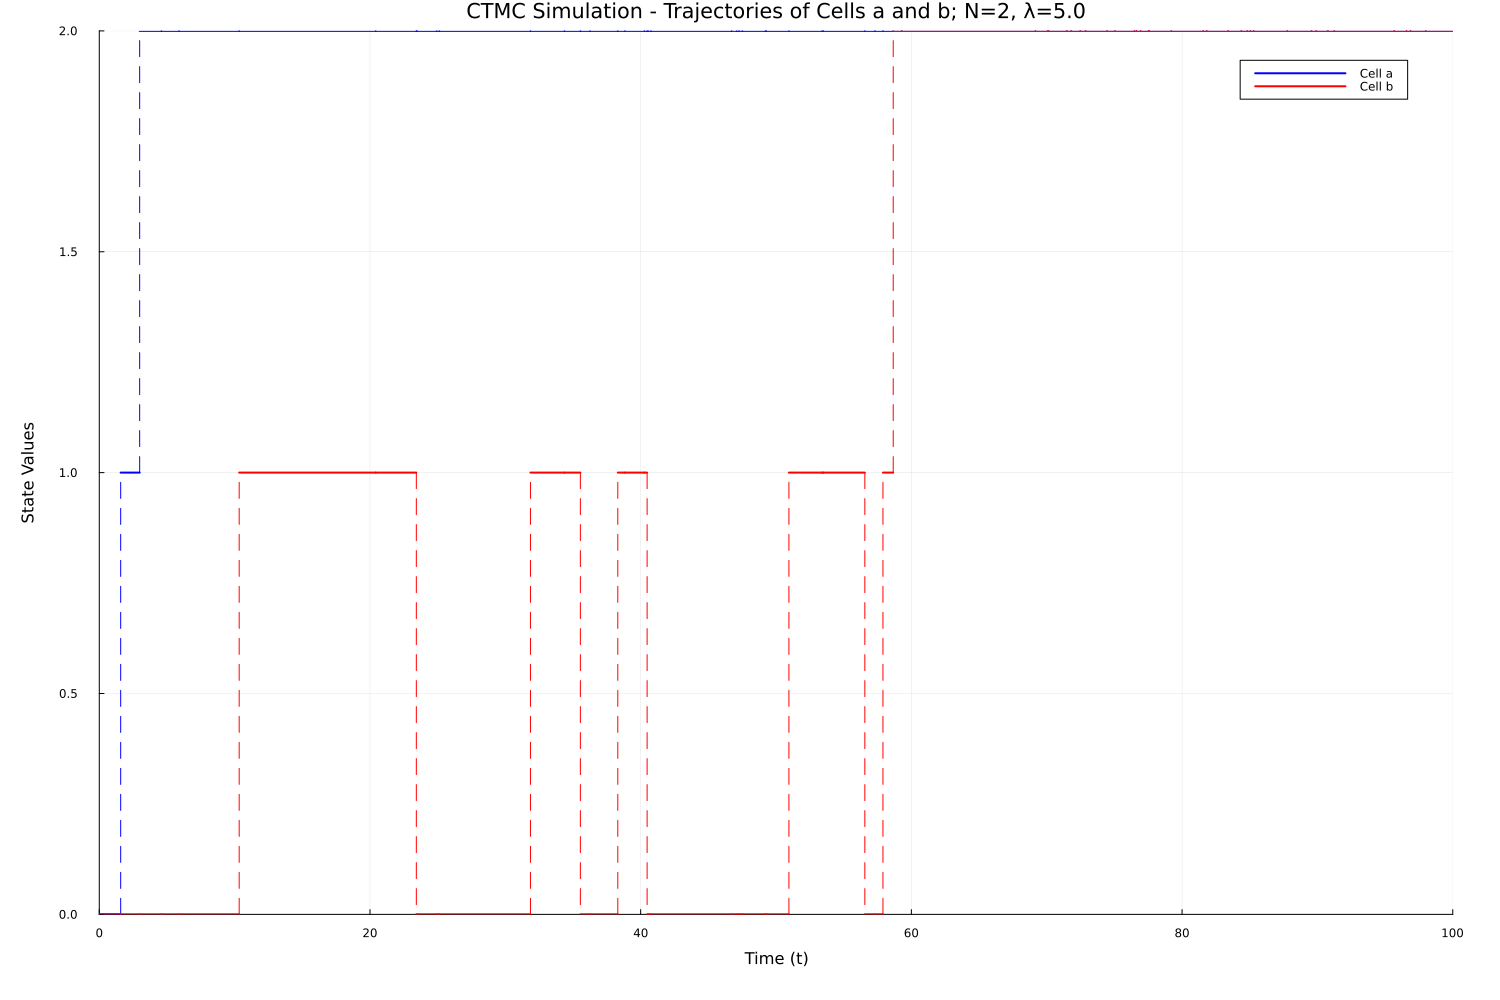 CTMC Simulation - Trajectories of Cells a and b; N=2, λ=5.0
2.0
Cell a
Cell b
1.5
State Values
1.0
0.5
0.0
0 20 40 60 80 100
Time (t)